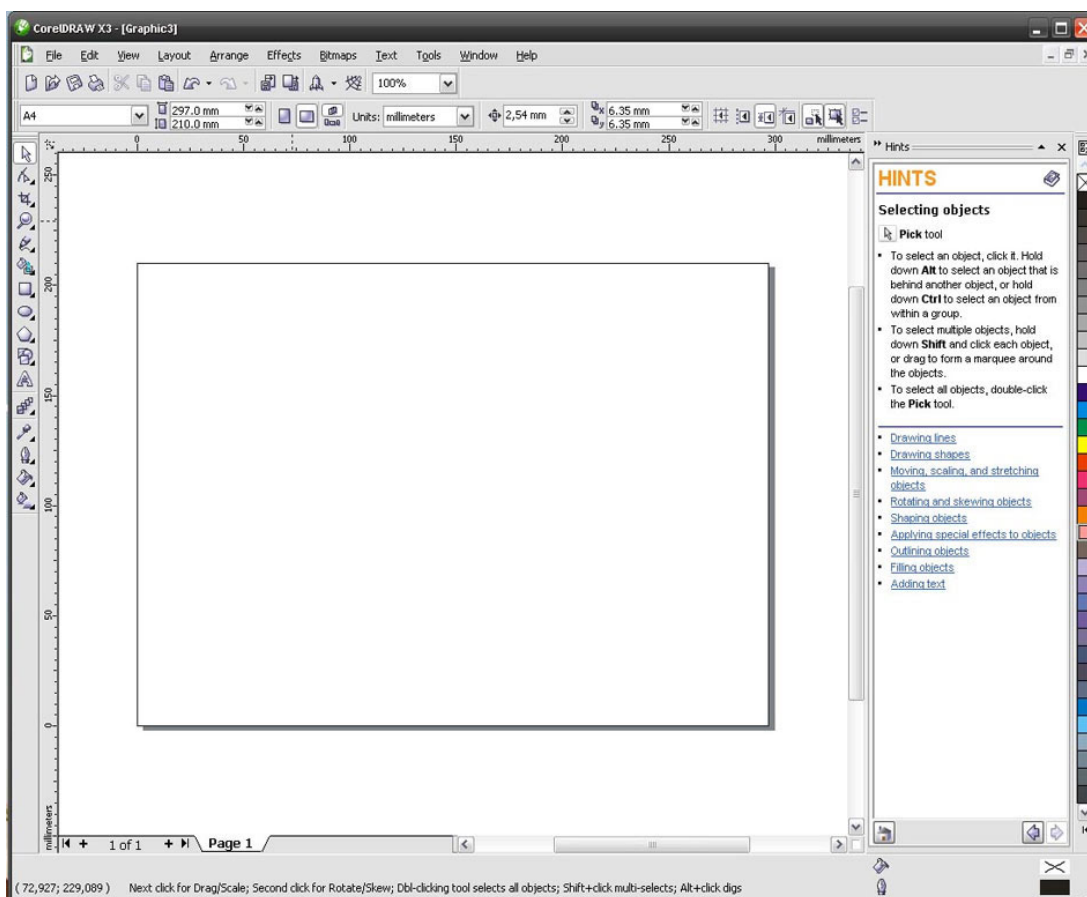 CorelDRAW X3 - [Graphic3]
File Edit View Layout Arrange Effects Bitmaps Text Tools Window Help
100%
A4 297.0 mm 210.0 mm Units: millimeters 2,54 mm x 6.35 mm y 6.35 mm
0 50 100 150 200 250 300 millimeters
250
200
150
100
50
0
millimeters
Hints
HINTS
Selecting objects
Pick tool
To select an object, click it. Hold
down Alt to select an object that is
behind another object, or hold
down Ctrl to select an object from
within a group.
To select multiple objects, hold
down Shift and click each object,
or drag to form a marquee around
the objects.
To select all objects, double-click
the Pick tool.
Drawing lines
Drawing shapes
Moving, scaling, and stretching
objects
Rotating and skewing objects
Shaping objects
Applying special effects to objects
Outlining objects
Filling objects
Adding text
1 of 1 Page 1
( 72,927; 229,089 ) Next click for Drag/Scale; Second click for Rotate/Skew; Dbl-clicking tool selects all objects; Shift+click multi-selects; Alt+click digs